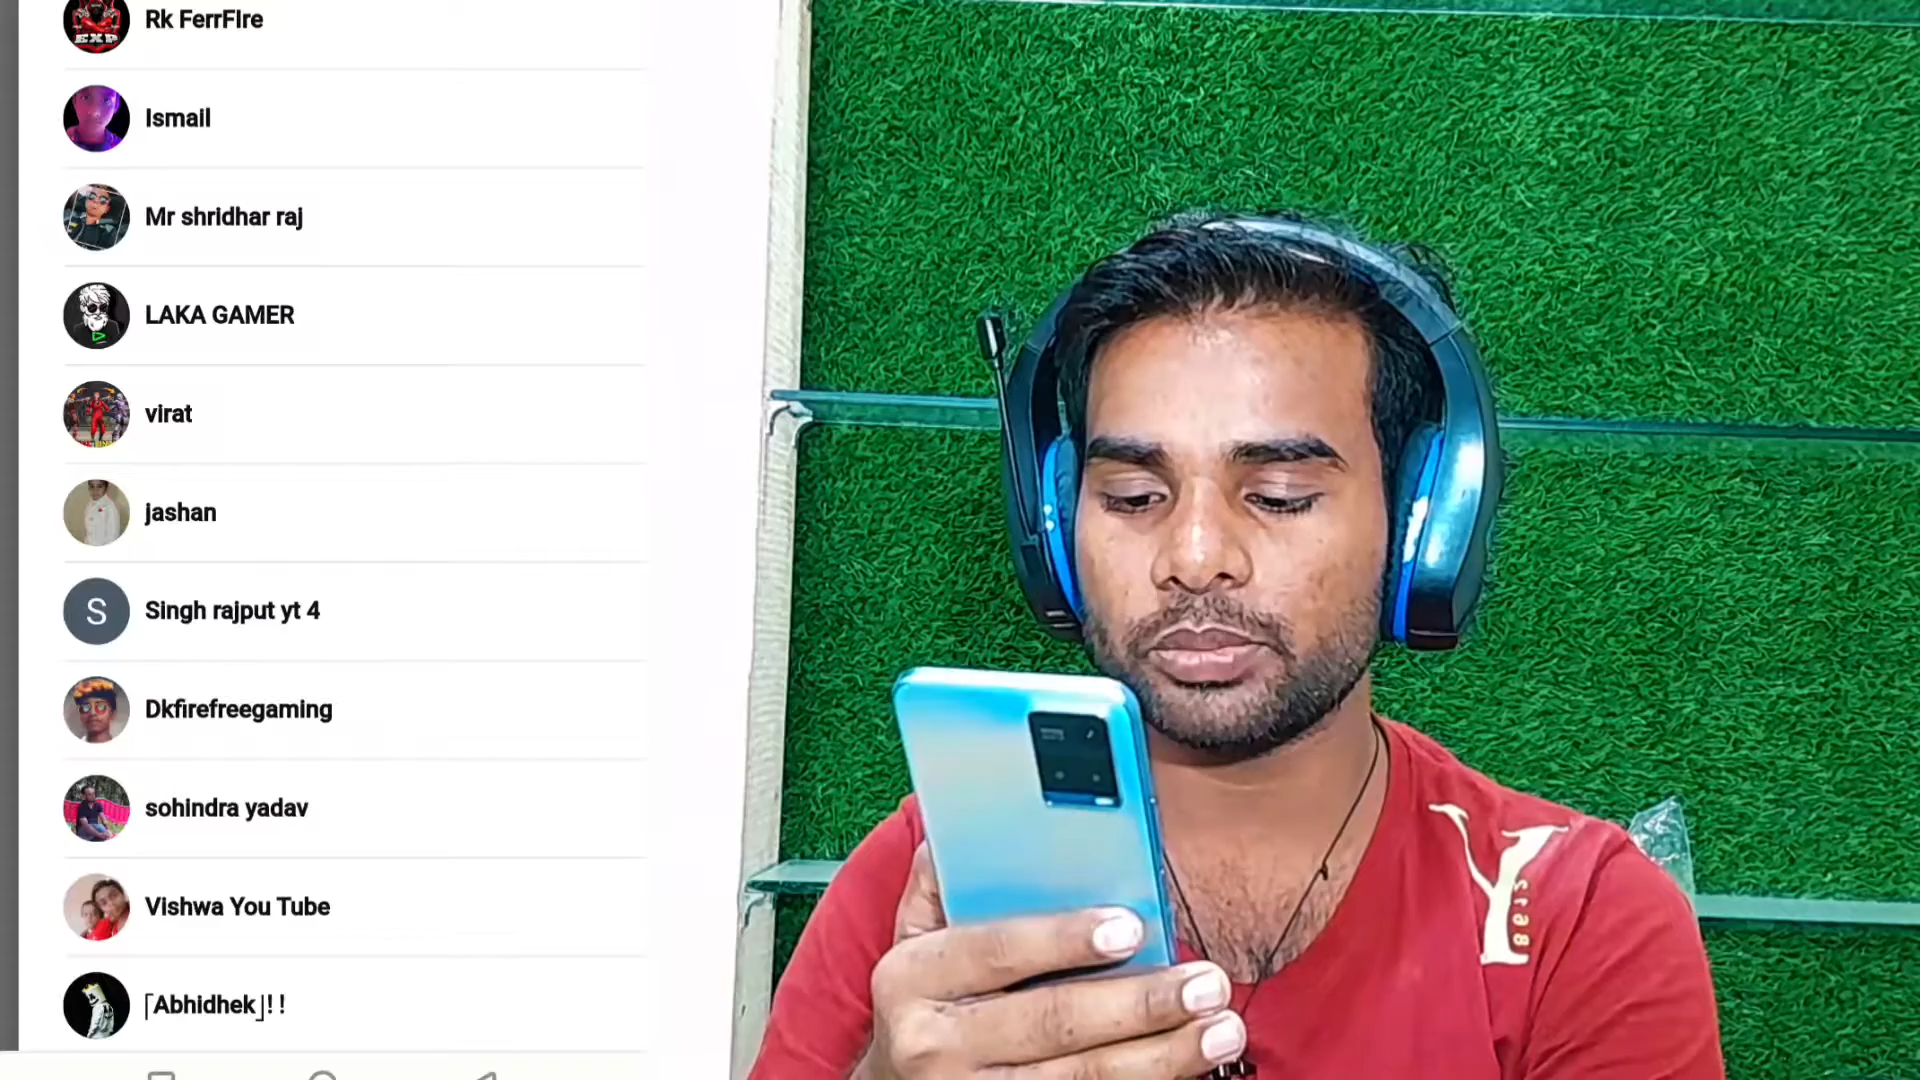 EXP
Rk FerrFIre
Ismail
Mr shridhar raj
LAKA GAMER
virat
jashan
S
Singh rajput yt 4
Dkfirefreegaming
sohindra yadav
Vishwa You Tube
⌈Abhidhek⌋! !